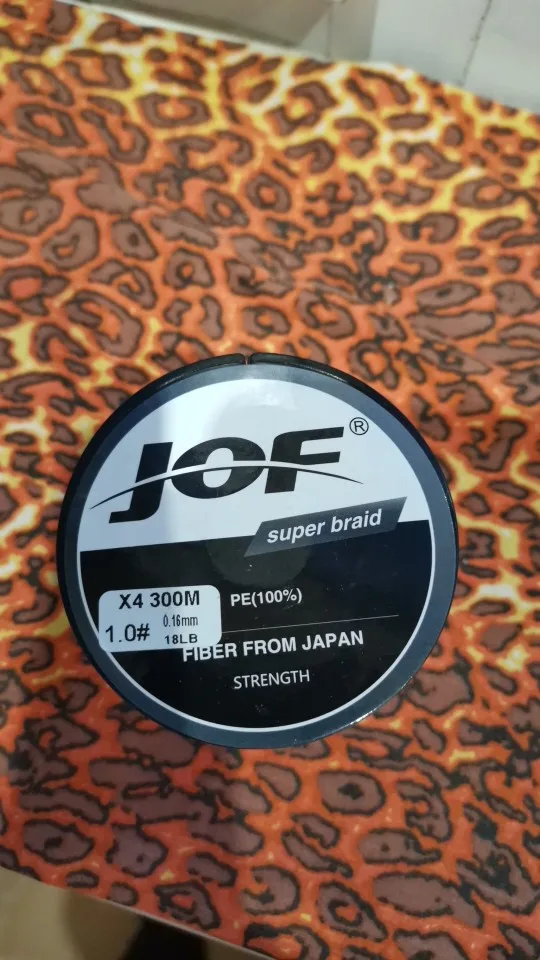 JOF®
super braid
X4 300M
PE(100%)
0.16mm
1.0#
18LB
FIBER FROM JAPAN
STRENGTH